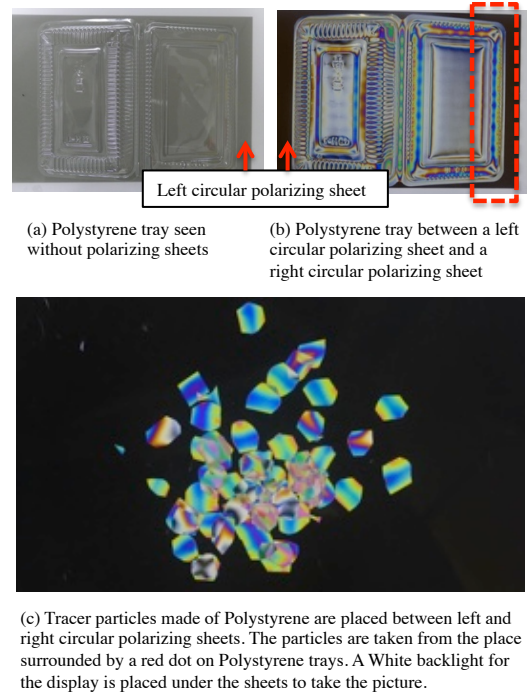 Left circular polarizing sheet
(a) Polystyrene tray seen
without polarizing sheets
(b) Polystyrene tray between a left
circular polarizing sheet and a
right circular polarizing sheet
(c) Tracer particles made of Polystyrene are placed between left and
right circular polarizing sheets. The particles are taken from the place
surrounded by a red dot on Polystyrene trays. A White backlight for
the display is placed under the sheets to take the picture.